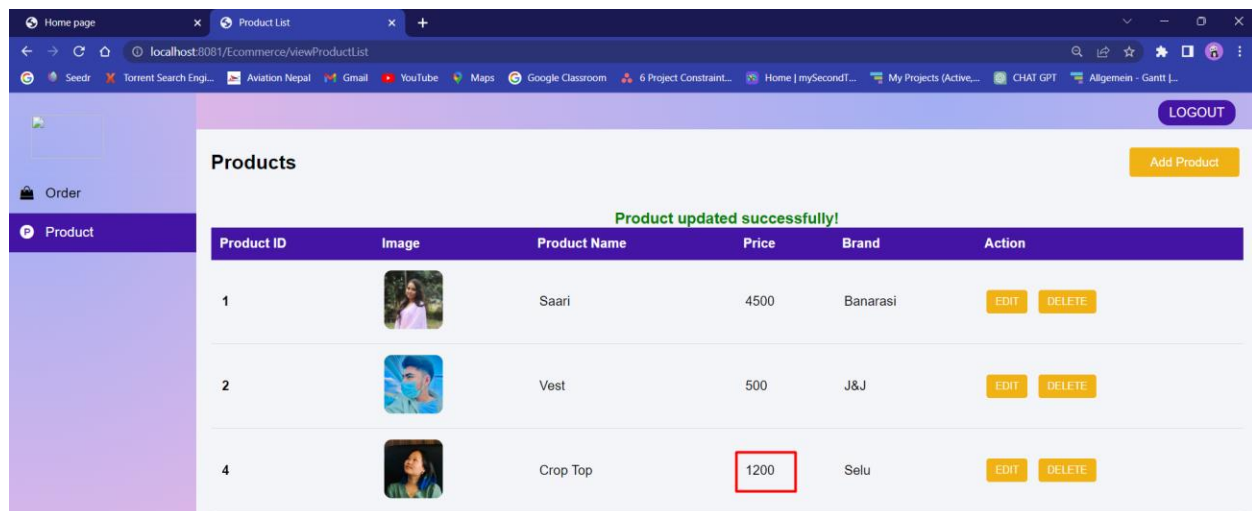 Home page
Product List
localhost:8081/Ecommerce/viewProductList
Seedr Torrent Search Engi... Aviation Nepal Gmail YouTube Maps Google Classroom 6 Project Constraint... Home | mySecondT... My Projects (Active,... CHAT GPT Allgemein - Gantt |...
LOGOUT
Products
Add Product
Order
Product
Product updated successfully!
Product ID Image Product Name Price Brand Action
1 Saari 4500 Banarasi EDIT DELETE
2 Vest 500 J&J EDIT DELETE
4 Crop Top 1200 Selu EDIT DELETE